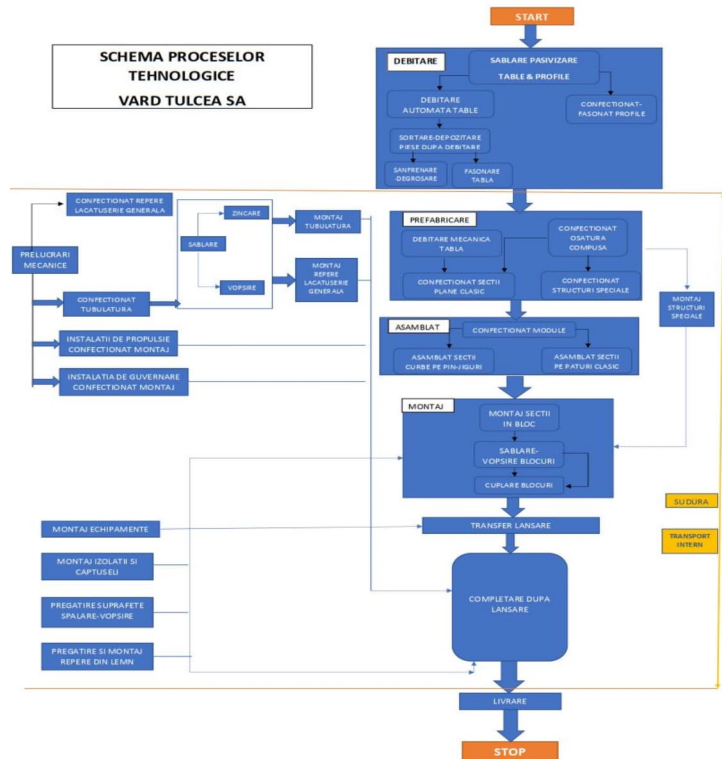 START
SCHEMA PROCESELOR
TEHNOLOGICE
VARD TULCEA SA
DEBITARE
SABLARE PASIVIZARE
TABLE & PROFILE
DEBITARE
AUTOMATA TABLE
CONFECTIONAT-
FASONAT PROFILE
SORTARE-DEPOZITARE
PIESE DUPA DEBITARE
SANFRENARE
-DEGROSARE
FASONARE
TABLA
CONFECTIONAT REPERE
LACATUSERIE GENERALA
PRELUCRARI
MECANICE
ZINCARE
SABLARE
VOPSIRE
MONTAJ
TUBULATURA
MONTAJ
REPERE
LACATUSERIE
GENERALA
CONFECTIONAT
TUBULATURA
INSTALATII DE PROPULSIE
CONFECTIONAT MONTAJ
INSTALATIA DE GUVERNARE
CONFECTIONAT MONTAJ
PREFABRICARE
DEBITARE MECANICA
TABLA
CONFECTIONAT
OSATURA
COMPUSA
CONFECTIONAT SECTII
PLANE CLASIC
CONFECTIONAT
STRUCTURI SPECIALE
MONTAJ
STRUCTURI
SPECIALE
ASAMBLAT
CONFECTIONAT MODULE
ASAMBLAT SECTII
CURBE PE PIN-JIGURI
ASAMBLAT SECTII
PE PATURI CLASIC
MONTAJ
MONTAJ SECTII
IN BLOC
SABLARE-
VOPSIRE BLOCURI
CUPLARE BLOCURI
SUDURA
TRANSPORT
INTERN
MONTAJ ECHIPAMENTE
TRANSFER LANSARE
MONTAJ IZOLATII SI
CAPTUSELI
PREGATIRE SUPRAFETE
SPALARE-VOPSIRE
PREGATIRE SI MONTAJ
REPERE DIN LEMN
COMPLETARE DUPA
LANSARE
LIVRARE
STOP